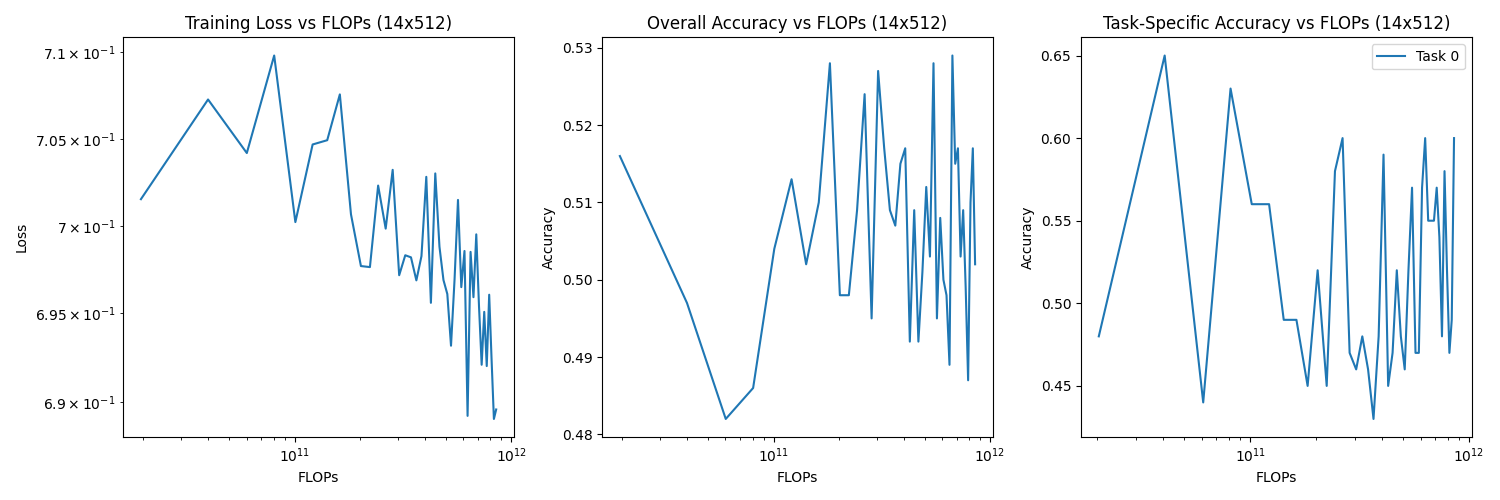 Training Loss vs FLOPs (14x512)
7.1 × 10⁻¹
7.05 × 10⁻¹
7 × 10⁻¹
6.95 × 10⁻¹
6.9 × 10⁻¹
Loss
10¹¹
10¹²
FLOPs
Overall Accuracy vs FLOPs (14x512)
0.53
0.52
0.51
0.50
0.49
0.48
Accuracy
10¹¹
10¹²
FLOPs
Task-Specific Accuracy vs FLOPs (14x512)
Task 0
0.65
0.60
0.55
0.50
0.45
Accuracy
10¹¹
10¹²
FLOPs